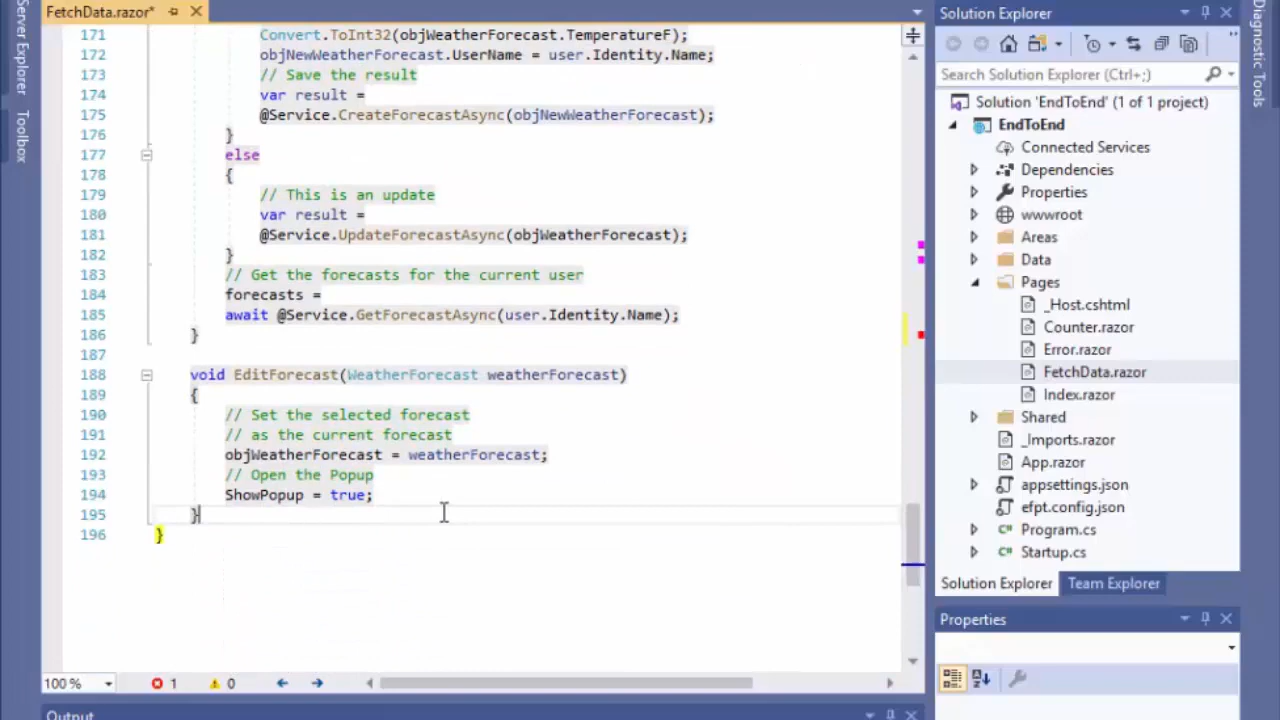 Server Explorer
Toolbox
FetchData.razor*
171 Convert.ToInt32(objWeatherForecast.TemperatureF);
172 objNewWeatherForecast.UserName = user.Identity.Name;
173 // Save the result
174 var result =
175 @Service.CreateForecastAsync(objNewWeatherForecast);
176 }
177 else
178 {
179 // This is an update
180 var result =
181 @Service.UpdateForecastAsync(objWeatherForecast);
182 }
183 // Get the forecasts for the current user
184 forecasts =
185 await @Service.GetForecastAsync(user.Identity.Name);
186 }
187
188 void EditForecast(WeatherForecast weatherForecast)
189 {
190 // Set the selected forecast
191 // as the current forecast
192 objWeatherForecast = weatherForecast;
193 // Open the Popup
194 ShowPopup = true;
195 }
196 }
100 %
1
0
Output
Solution Explorer
Search Solution Explorer (Ctrl+;)
Solution 'EndToEnd' (1 of 1 project)
EndToEnd
Connected Services
Dependencies
Properties
wwwroot
Areas
Data
Pages
_Host.cshtml
Counter.razor
Error.razor
FetchData.razor
Index.razor
Shared
_Imports.razor
App.razor
appsettings.json
efpt.config.json
C# Program.cs
C# Startup.cs
Solution Explorer Team Explorer
Properties
Diagnostic Tools